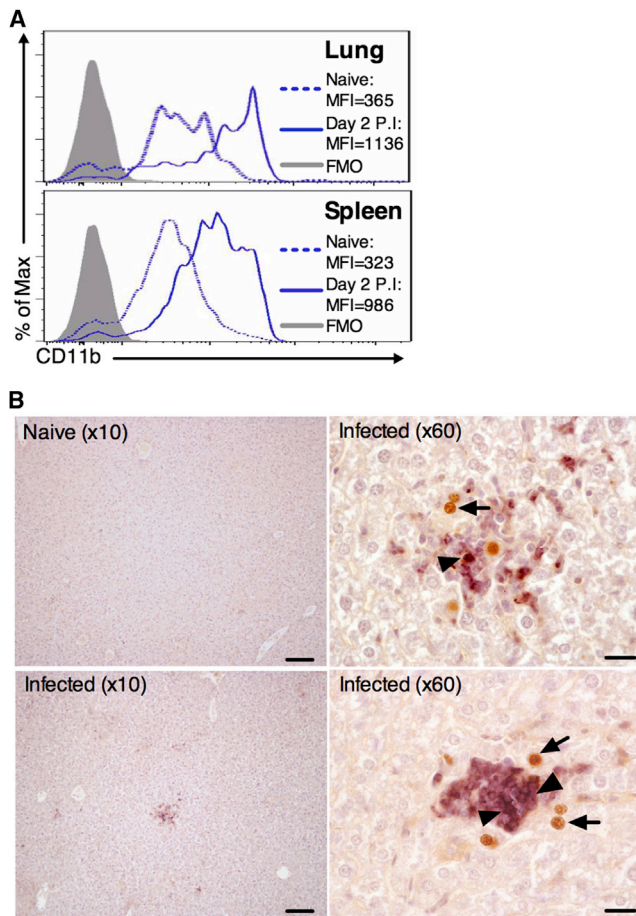 A
Lung
Naive:
MFI=365
Day 2 P.I:
MFI=1136
FMO
Spleen
Naive:
MFI=323
Day 2 P.I:
MFI=986
FMO
% of Max
CD11b
B
Naive (x10)
Infected (x60)
Infected (x10)
Infected (x60)